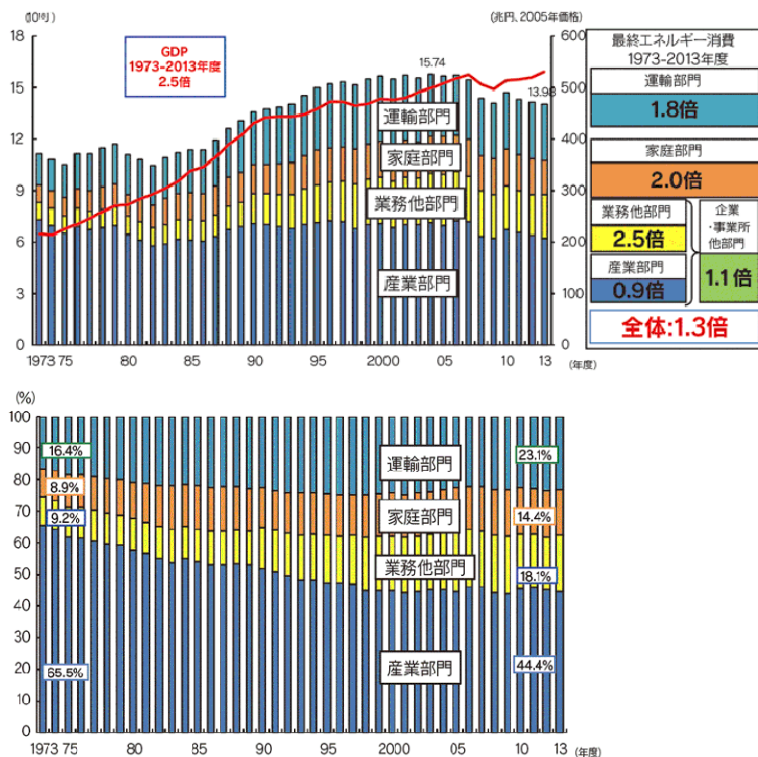 (兆円、2005年価格)
18
15
12
9
6
3
0
GDP
1973-2013年度
2.5倍
15.74
13.98
運輸部門
家庭部門
業務他部門
産業部門
600
500
400
300
200
100
0
1973 75 80 85 90 95 2000 05 10 13 (年度)
最終エネルギー消費
1973-2013年度
運輸部門
1.8倍
家庭部門
2.0倍
業務他部門
2.5倍
産業部門
0.9倍
企業
・事業所
他部門
1.1倍
全体:1.3倍
(%)
100
90
80
70
60
50
40
30
20
10
0
16.4%
8.9%
9.2%
65.5%
運輸部門
家庭部門
業務他部門
産業部門
23.1%
14.4%
18.1%
44.4%
1973 75 80 85 90 95 2000 05 10 13 (年度)